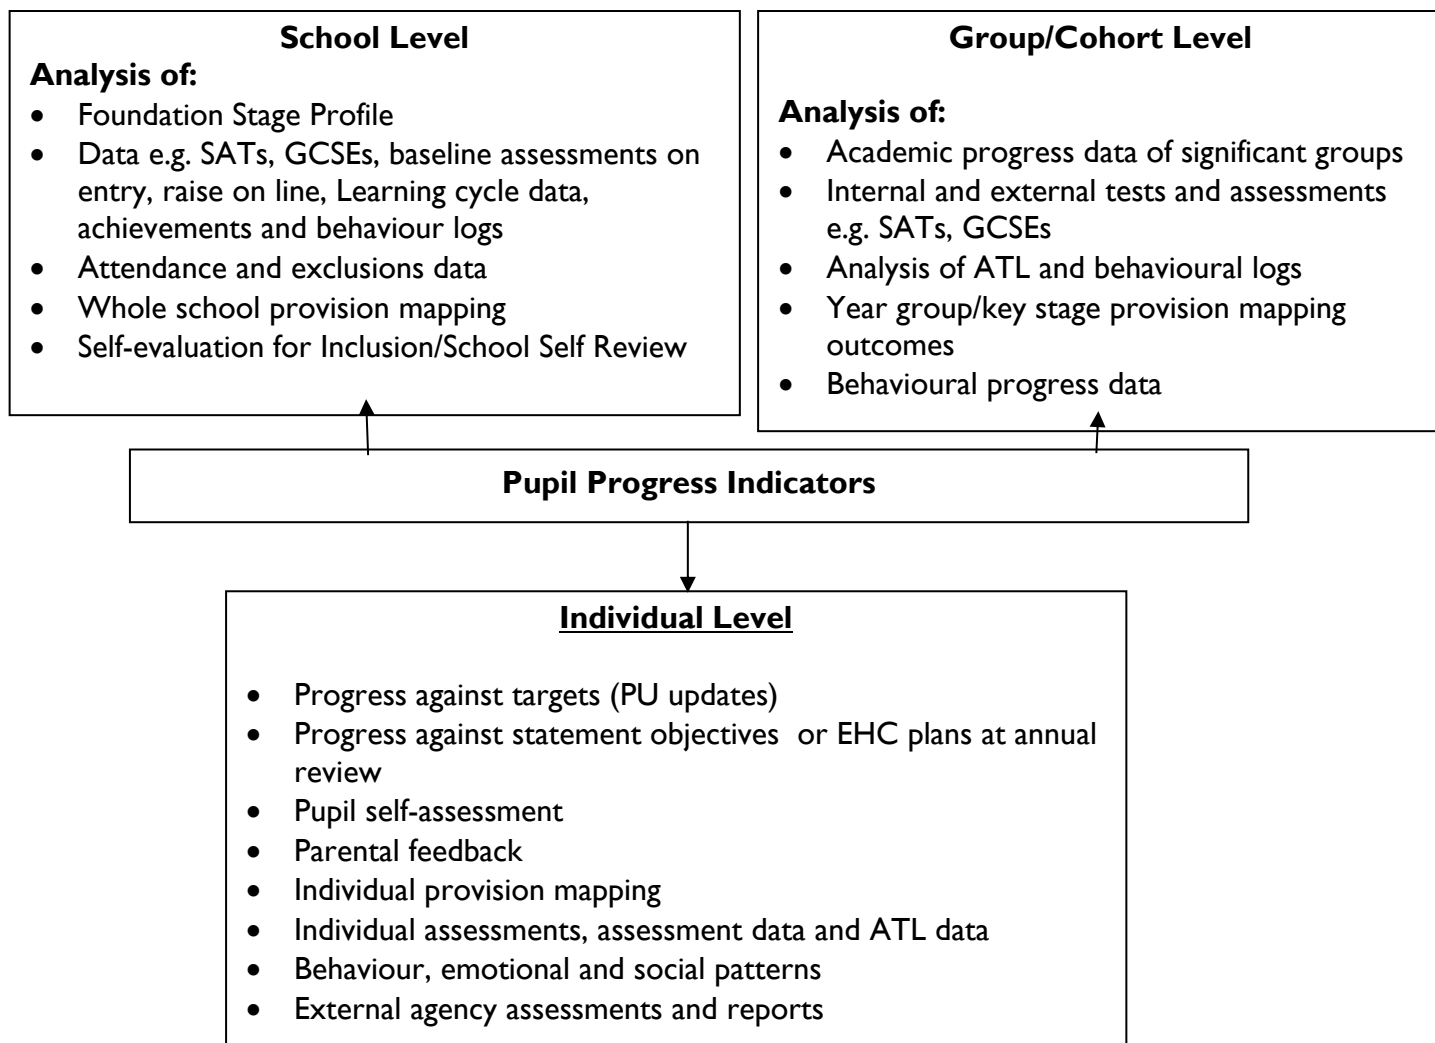 School Level
Analysis of:
• Foundation Stage Profile
• Data e.g. SATs, GCSEs, baseline assessments on
entry, raise on line, Learning cycle data,
achievements and behaviour logs
• Attendance and exclusions data
• Whole school provision mapping
• Self-evaluation for Inclusion/School Self Review
Group/Cohort Level
Analysis of:
• Academic progress data of significant groups
• Internal and external tests and assessments
e.g. SATs, GCSEs
• Analysis of ATL and behavioural logs
• Year group/key stage provision mapping
outcomes
• Behavioural progress data
Pupil Progress Indicators
Individual Level
• Progress against targets (PU updates)
• Progress against statement objectives  or EHC plans at annual
review
• Pupil self-assessment
• Parental feedback
• Individual provision mapping
• Individual assessments, assessment data and ATL data
• Behaviour, emotional and social patterns
• External agency assessments and reports